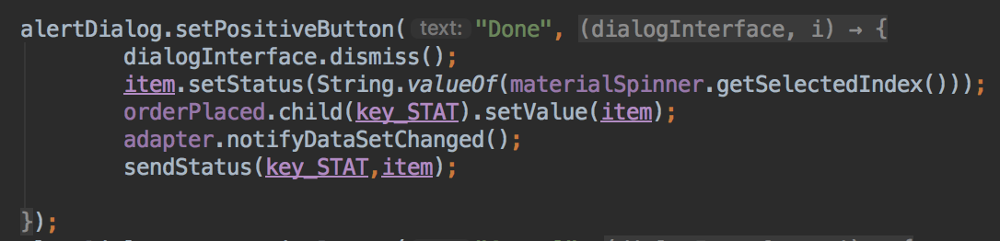 alertDialog.setPositiveButton( text: "Done", (dialogInterface, i) → {
dialogInterface.dismiss();
item.setStatus(String.valueOf(materialSpinner.getSelectedIndex()));
orderPlaced.child(key_STAT).setValue(item);
adapter.notifyDataSetChanged();
sendStatus(key_STAT,item);
});